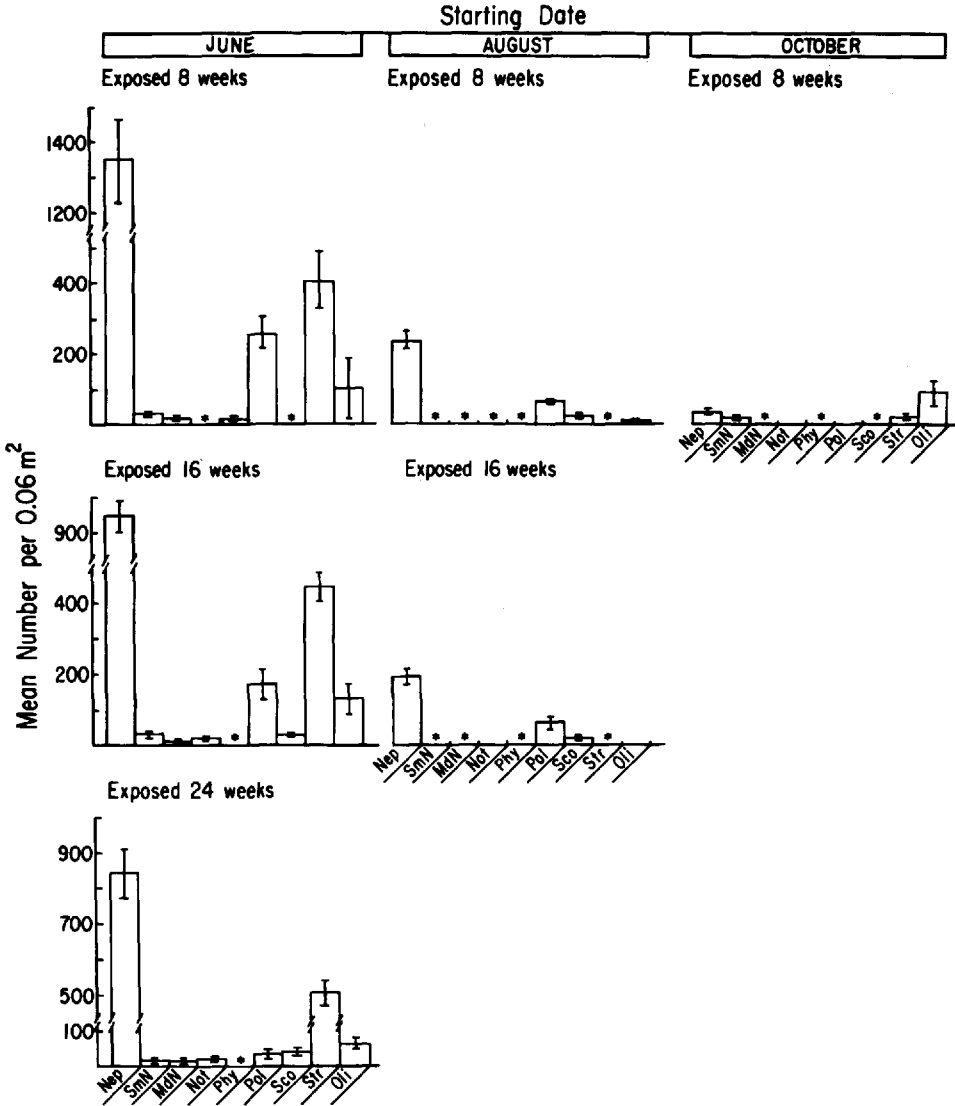 Starting Date
JUNE AUGUST OCTOBER
Exposed 8 weeks Exposed 8 weeks Exposed 8 weeks
Mean Number per 0.06 m²
1400
1200
400
200
* * * * * * * * * * *
Nep SmN MdN Not Phy Pol Sco Str Oli
Exposed 16 weeks Exposed 16 weeks
900
400
200
* * * * *
Nep SmN MdN Not Phy Pol Sco Str Oli
Exposed 24 weeks
900
700
500
100
*
Nep SmN MdN Not Phy Pol Sco Str Oli